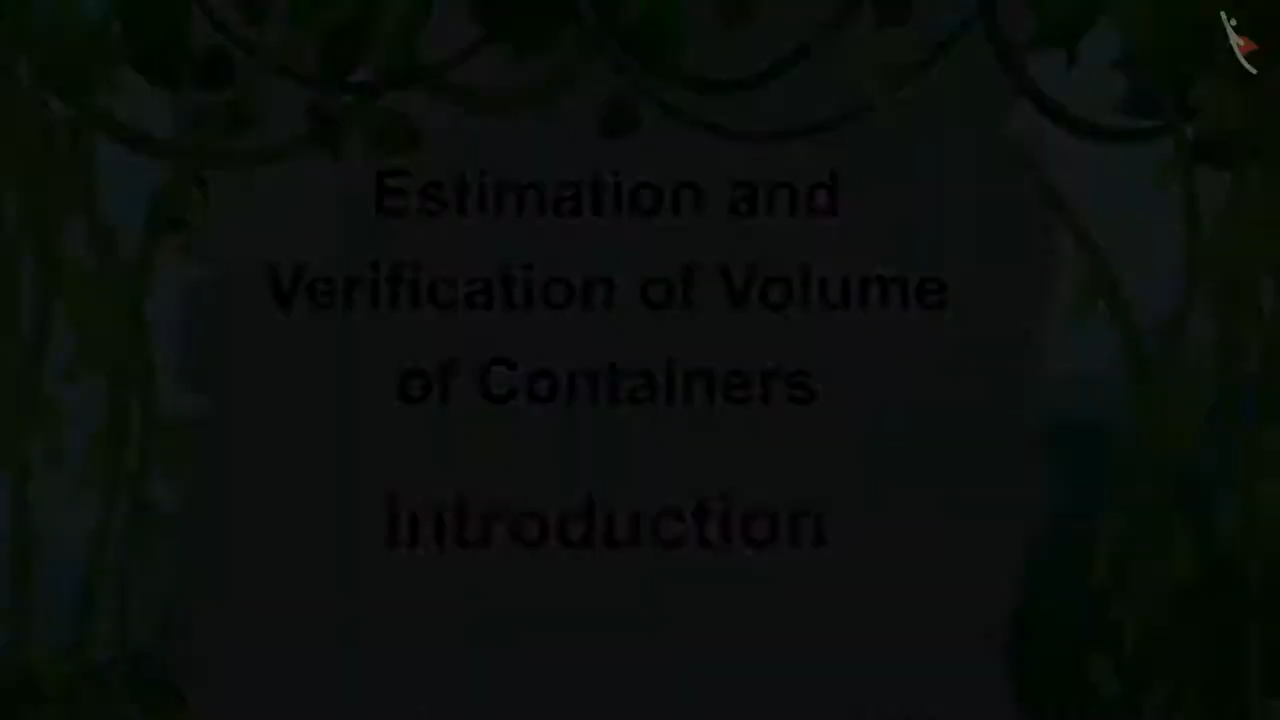 Estimation and
Verification of Volume
of Containers
Introduction